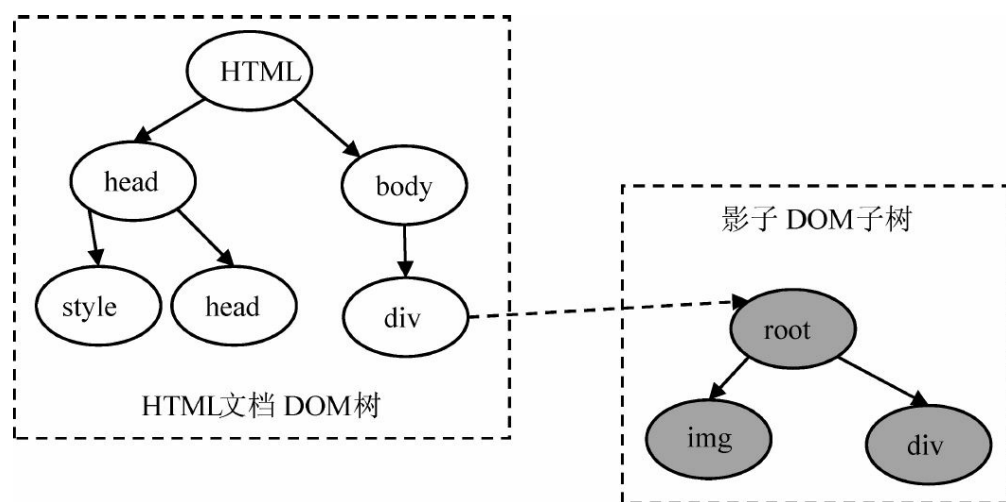 HTML
head
body
style
head
div
HTML文档 DOM树
影子 DOM子树
root
img
div